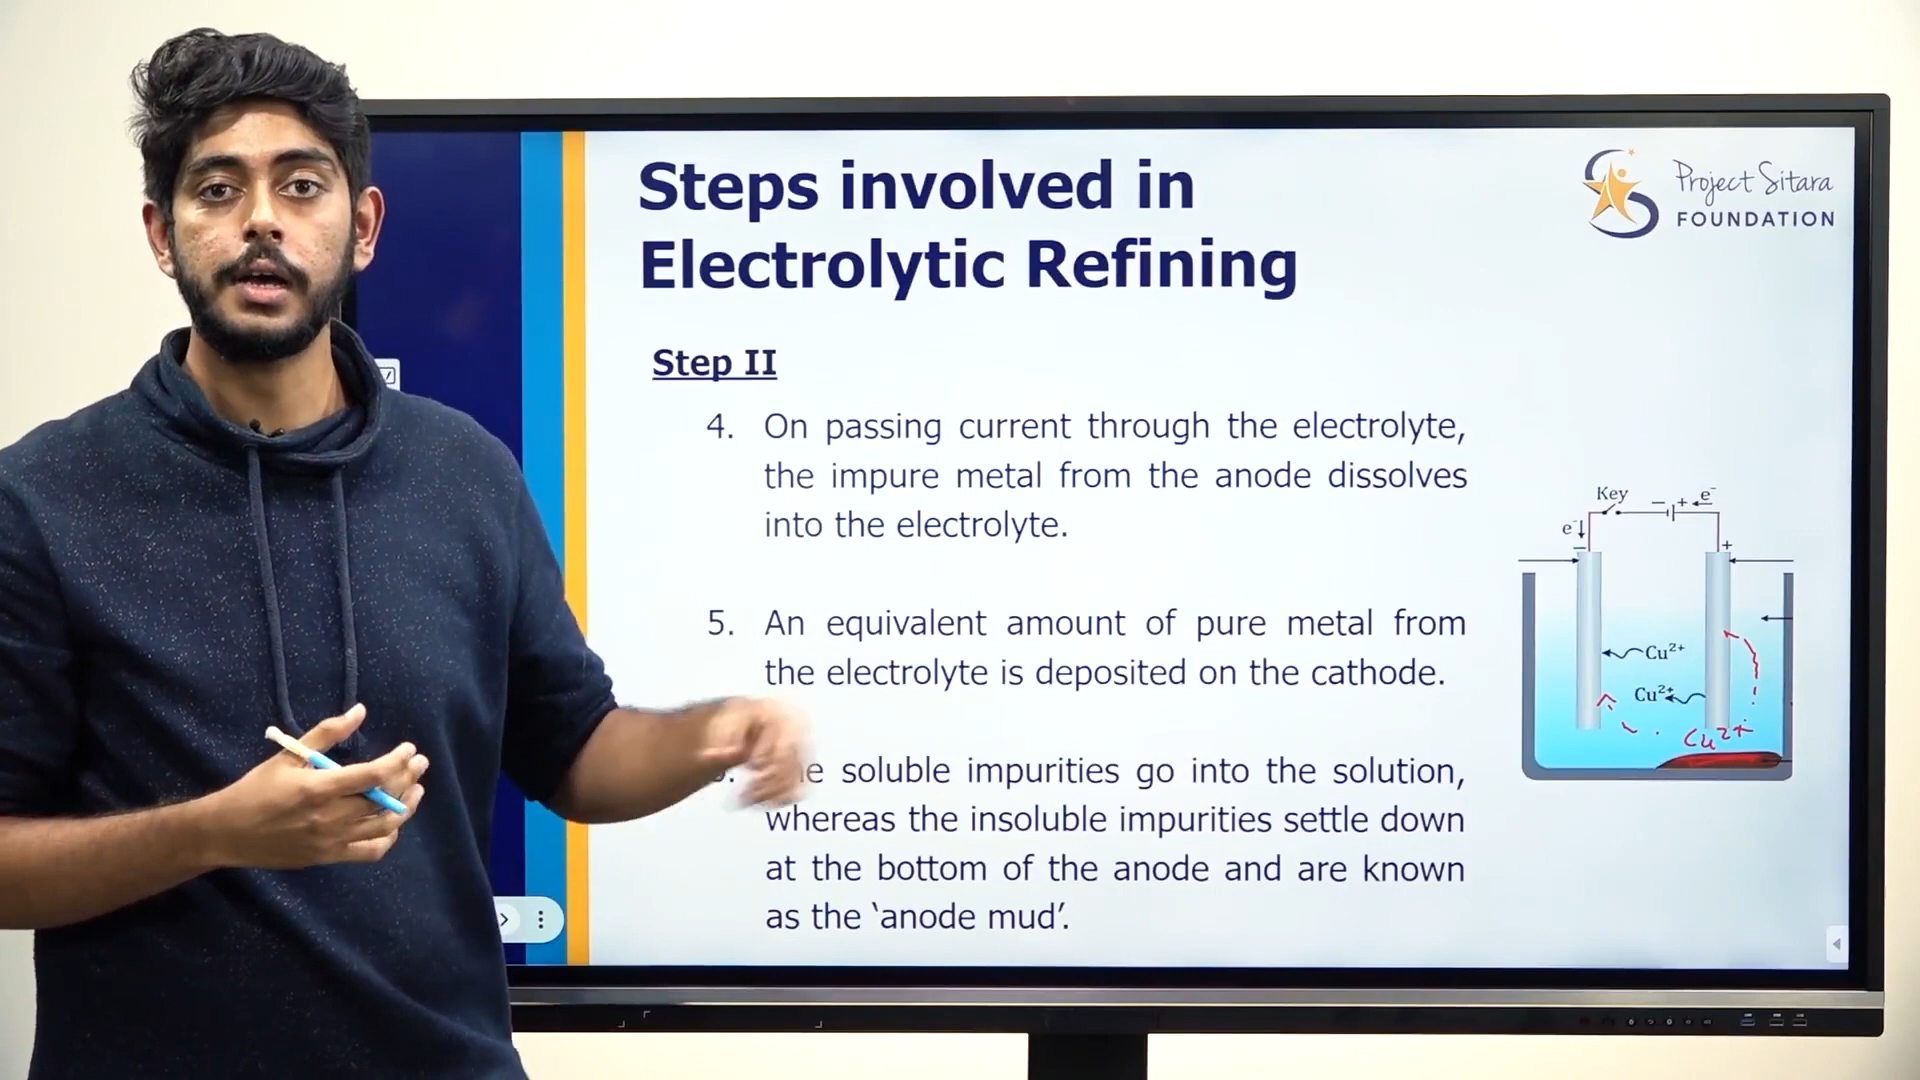 Steps involved in
Electrolytic Refining
Project Sitara
FOUNDATION
Step II
4. On passing current through the electrolyte,
the impure metal from the anode dissolves
into the electrolyte.
5. An equivalent amount of pure metal from
the electrolyte is deposited on the cathode.
soluble impurities go into the solution,
whereas the insoluble impurities settle down
at the bottom of the anode and are known
as the ‘anode mud’.
Key
− + e⁻
e⁻
− +
Cu²⁺
Cu²⁺
Cu²⁺